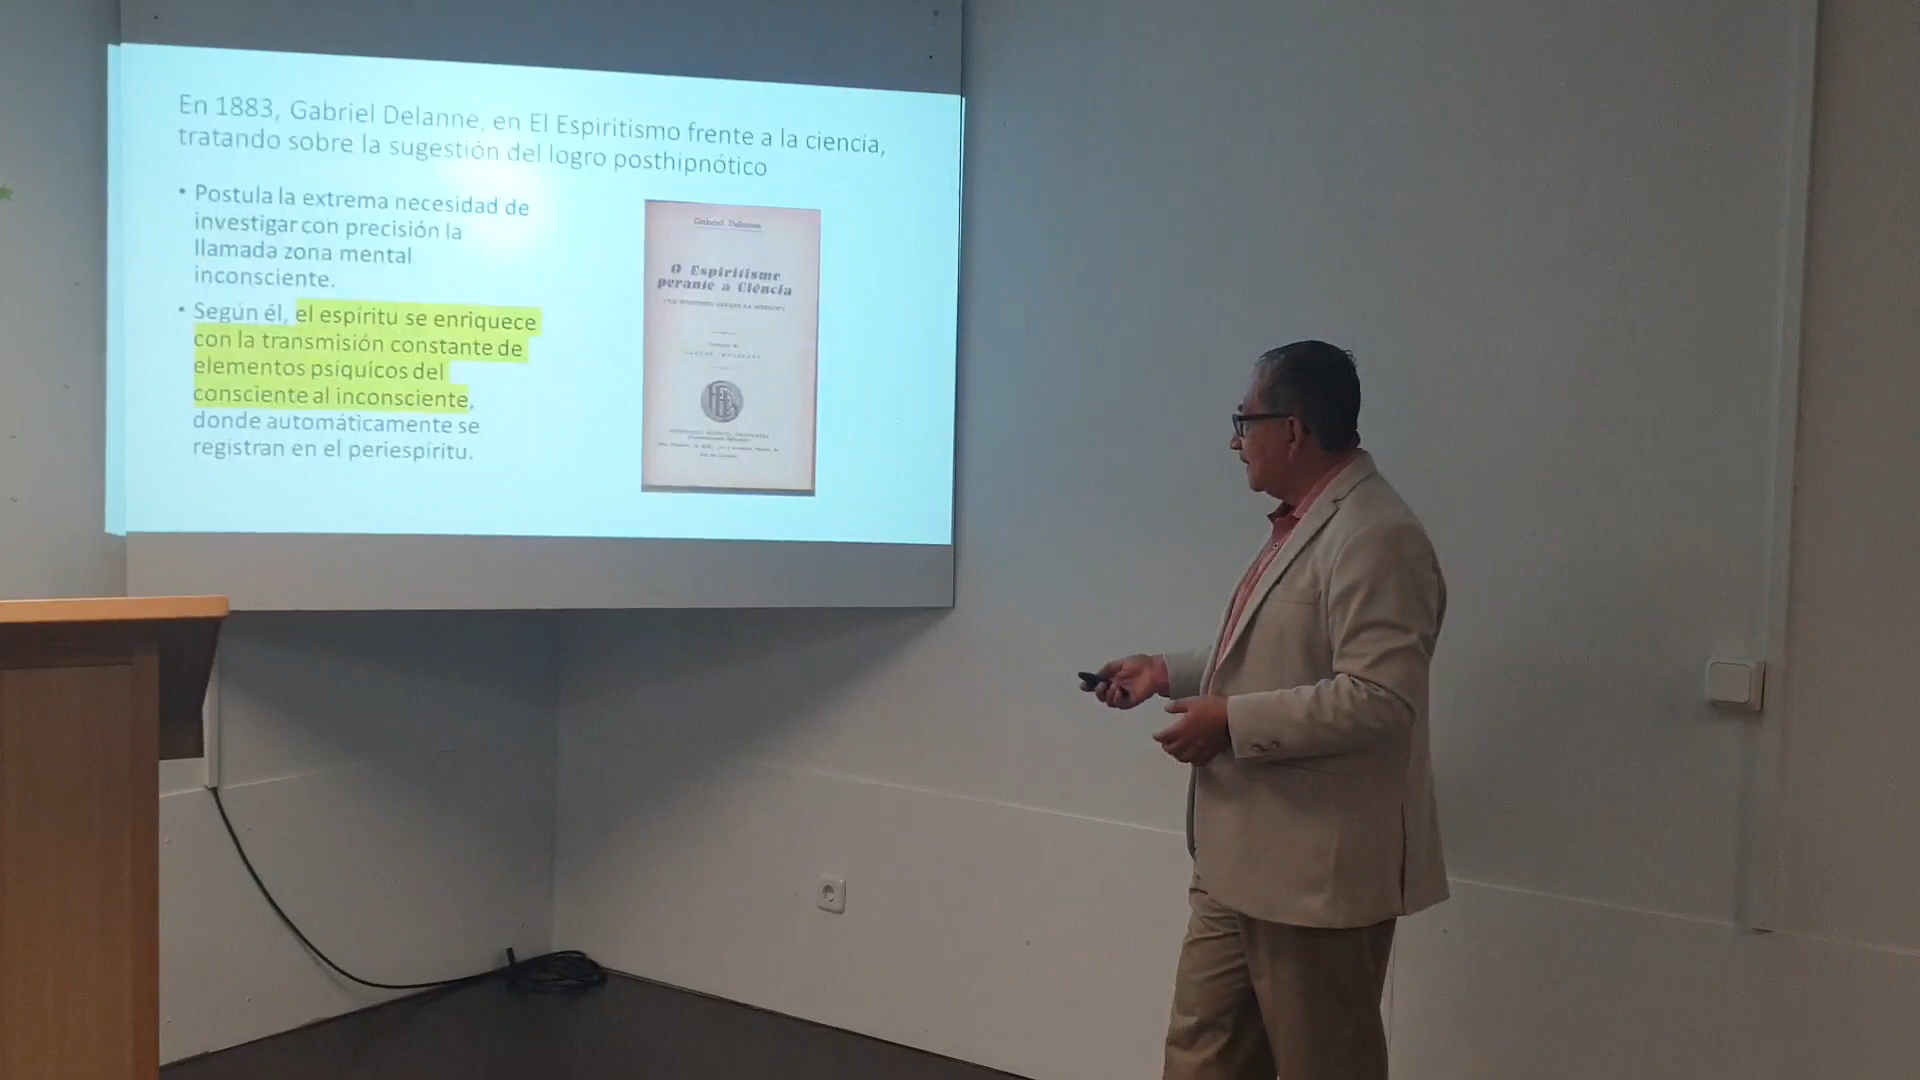 En 1883, Gabriel Delanne, en El Espiritismo frente a la ciencia,
tratando sobre la sugestión del logro posthipnótico
• Postula la extrema necesidad de
investigar con precisión la
llamada zona mental
inconsciente.
• Según él, el espíritu se enriquece
con la transmisión constante de
elementos psíquicos del
consciente al inconsciente,
donde automáticamente se
registran en el periespíritu.
Gabriel Delanne
O Espiritismo
perante a Ciência